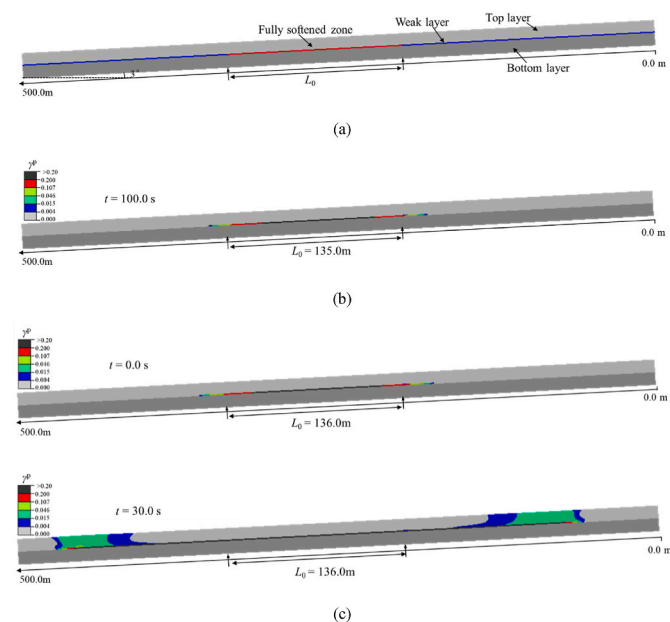 Fully softened zone
Weak layer
Top layer
3°
L₀
Bottom layer
500.0m
0.0 m
(a)
γᵖ
>0.20
0.200
0.107
0.046
0.015
0.004
0.000
t = 100.0 s
L₀ = 135.0m
500.0m
0.0 m
(b)
γᵖ
>0.20
0.200
0.107
0.046
0.015
0.004
0.000
t = 0.0 s
L₀ = 136.0m
500.0m
0.0 m
γᵖ
>0.20
0.200
0.107
0.046
0.015
0.004
0.000
t = 30.0 s
L₀ = 136.0m
500.0m
0.0 m
(c)